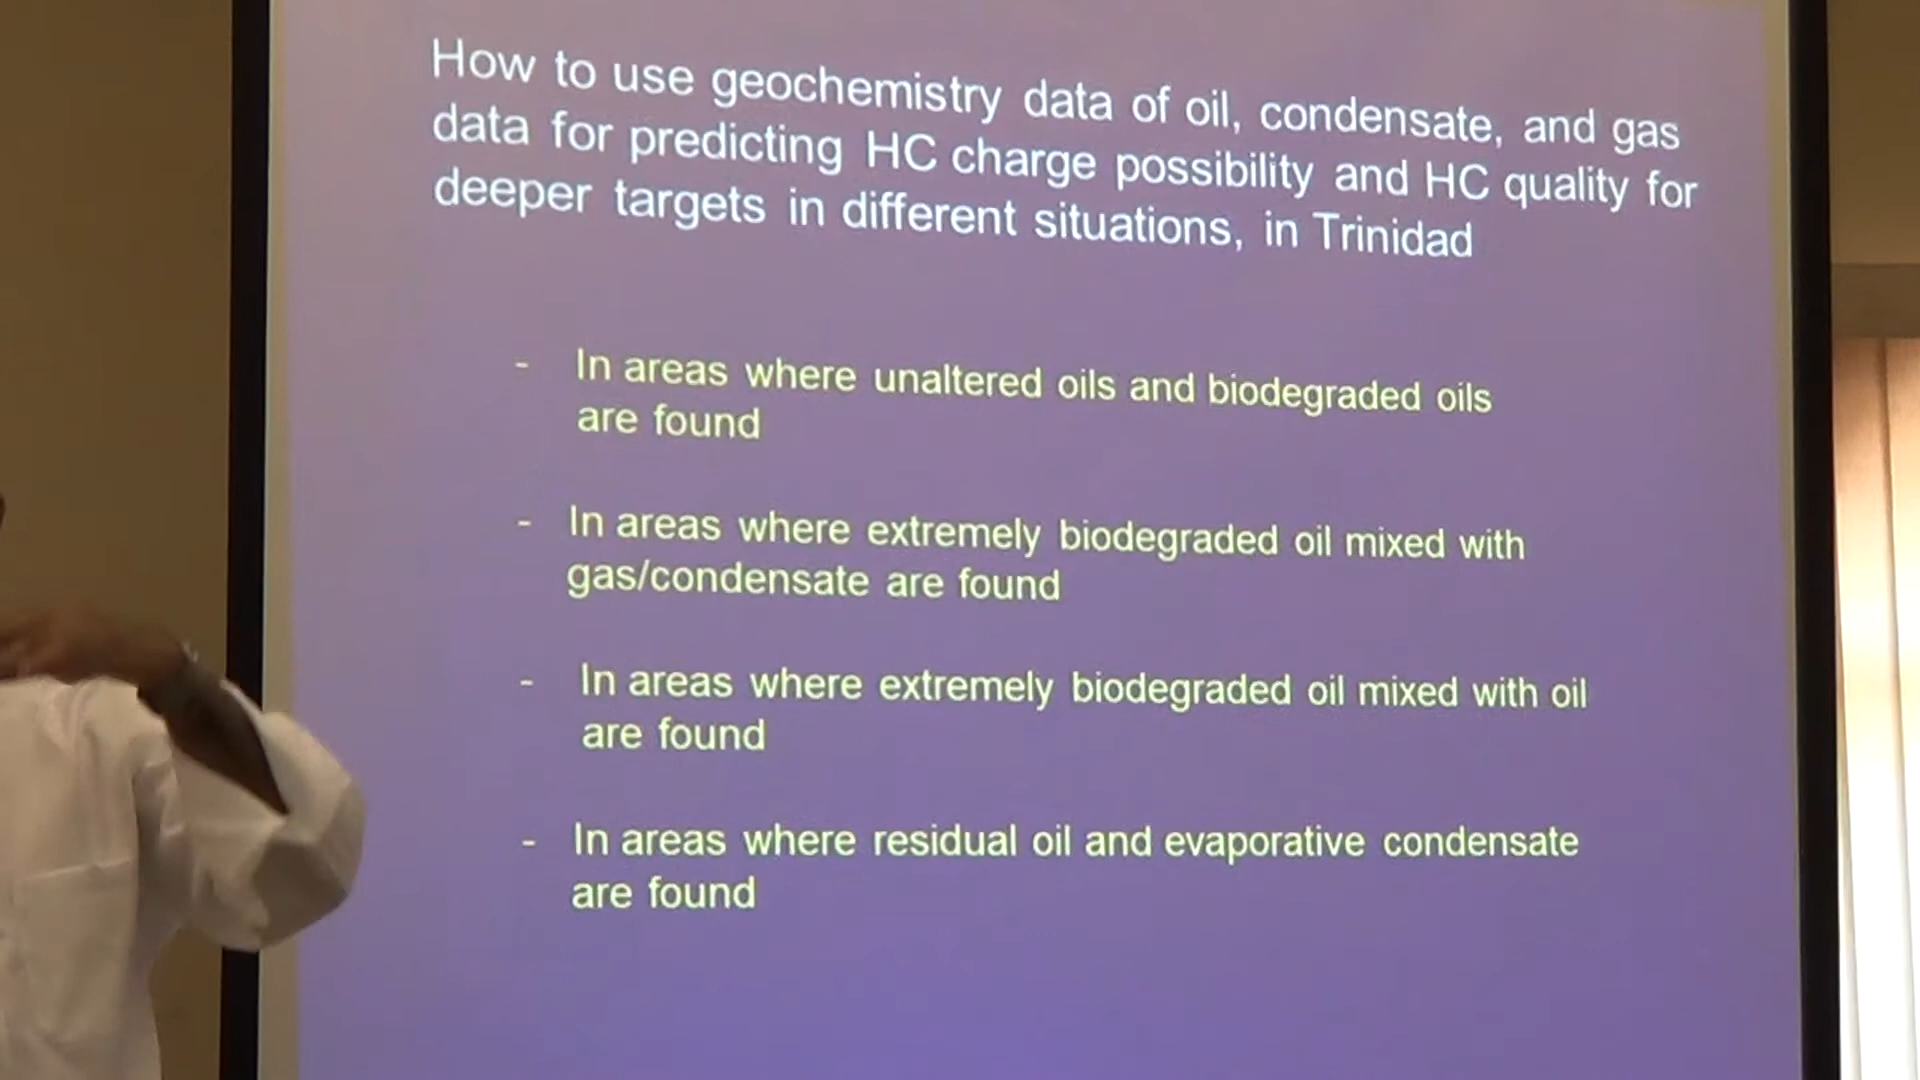 How to use geochemistry data of oil, condensate, and gas
data for predicting HC charge possibility and HC quality for
deeper targets in different situations, in Trinidad
- In areas where unaltered oils and biodegraded oils
are found
- In areas where extremely biodegraded oil mixed with
gas/condensate are found
- In areas where extremely biodegraded oil mixed with oil
are found
- In areas where residual oil and evaporative condensate
are found